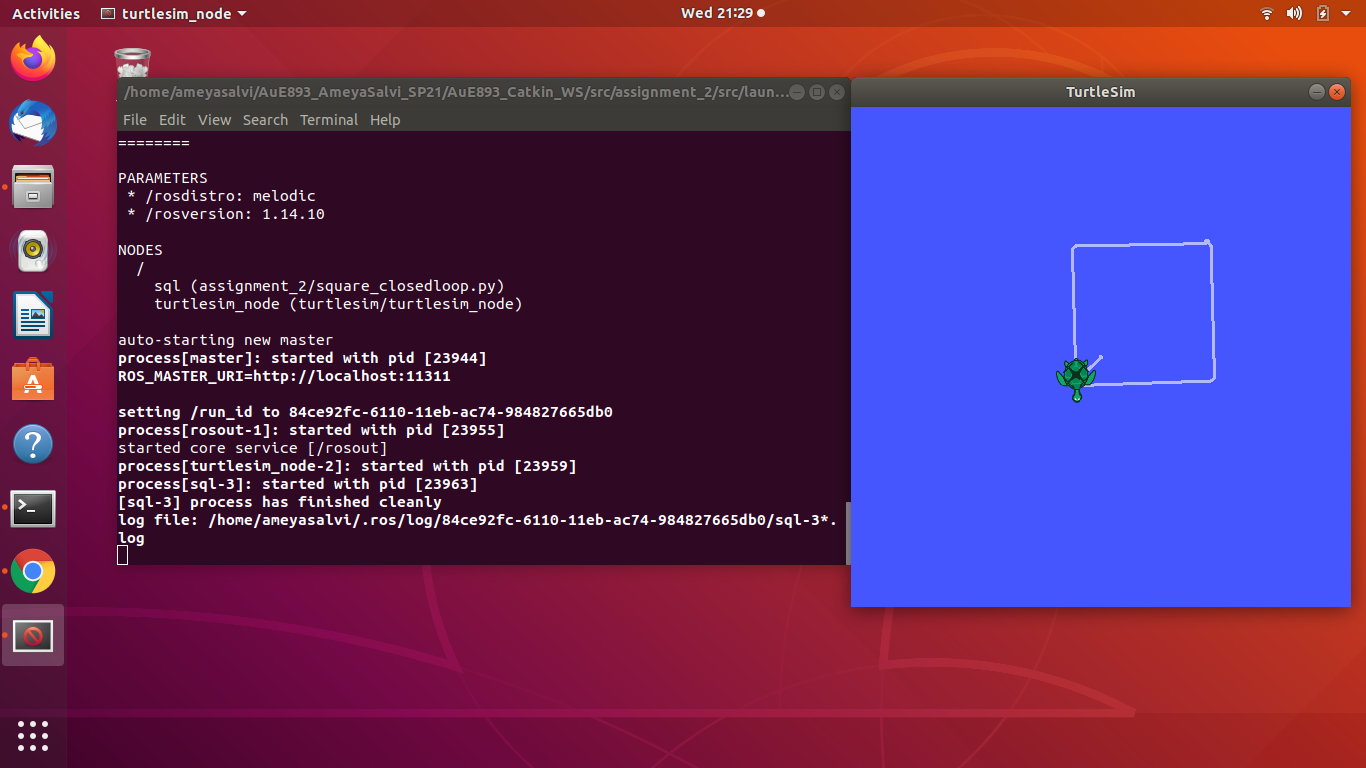 Activities
turtlesim_node
Wed 21:29
/home/ameyasalvi/AuE893_AmeyaSalvi_SP21/AuE893_Catkin_WS/src/assignment_2/src/laun...
TurtleSim
File Edit View Search Terminal Help
========
PARAMETERS
* /rosdistro: melodic
* /rosversion: 1.14.10
NODES
/
sql (assignment_2/square_closedloop.py)
turtlesim_node (turtlesim/turtlesim_node)
auto-starting new master
process[master]: started with pid [23944]
ROS_MASTER_URI=http://localhost:11311
setting /run_id to 84ce92fc-6110-11eb-ac74-984827665db0
process[rosout-1]: started with pid [23955]
started core service [/rosout]
process[turtlesim_node-2]: started with pid [23959]
process[sql-3]: started with pid [23963]
[sql-3] process has finished cleanly
log file: /home/ameyasalvi/.ros/log/84ce92fc-6110-11eb-ac74-984827665db0/sql-3*.
log